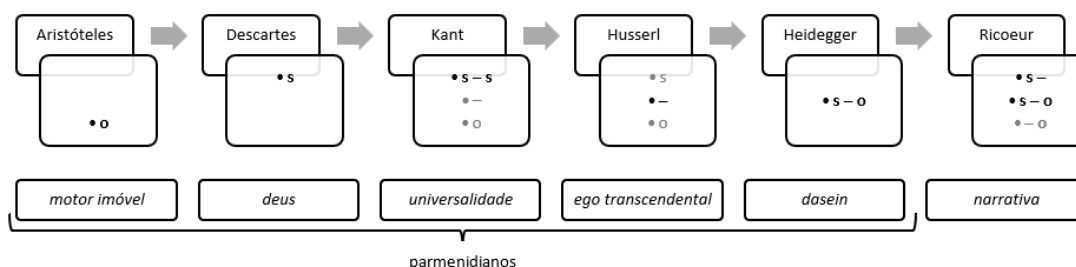 Aristóteles
• o
Descartes
• s
Kant
• s – s
• –
• o
Husserl
• s
• –
• o
Heidegger
• s – o
Ricoeur
• s –
• s – o
• – o
motor imóvel
deus
universalidade
ego transcendental
dasein
narrativa
parmenidianos